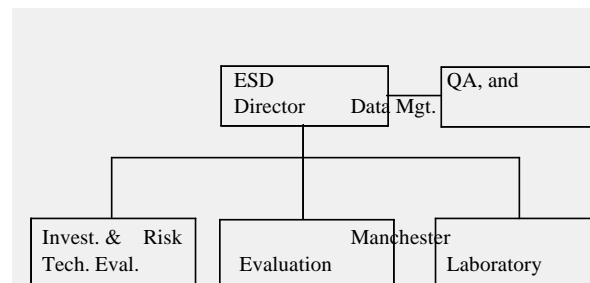 ESD QA, and
Director Data Mgt.
Invest. & Risk Manchester
Tech. Eval. Evaluation Laboratory